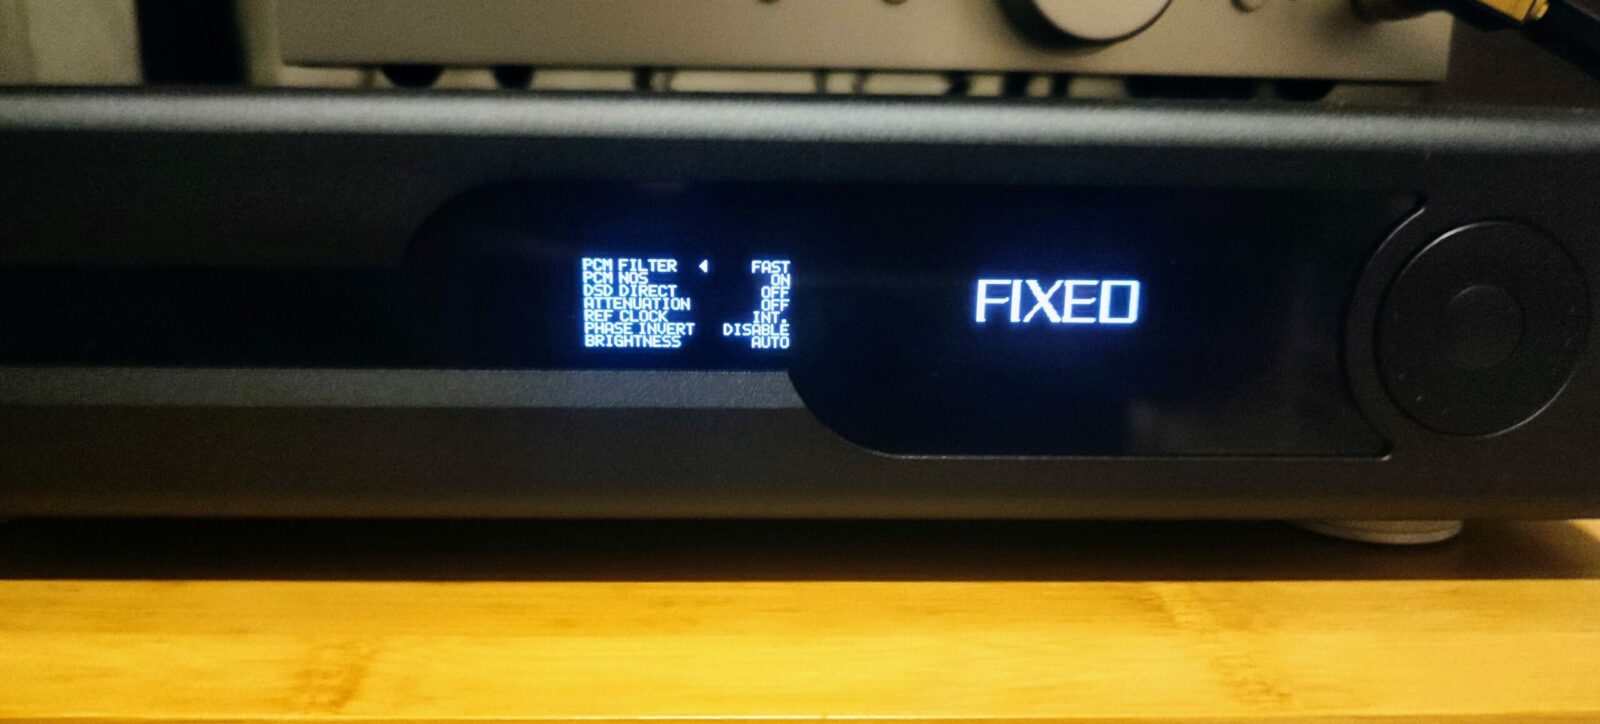 PCM FILTER ◄ FAST
PCM NOS ON
DSD DIRECT OFF
ATTENUATION OFF
REF CLOCK INT.
PHASE INVERT DISABLE
BRIGHTNESS AUTO
FIXED